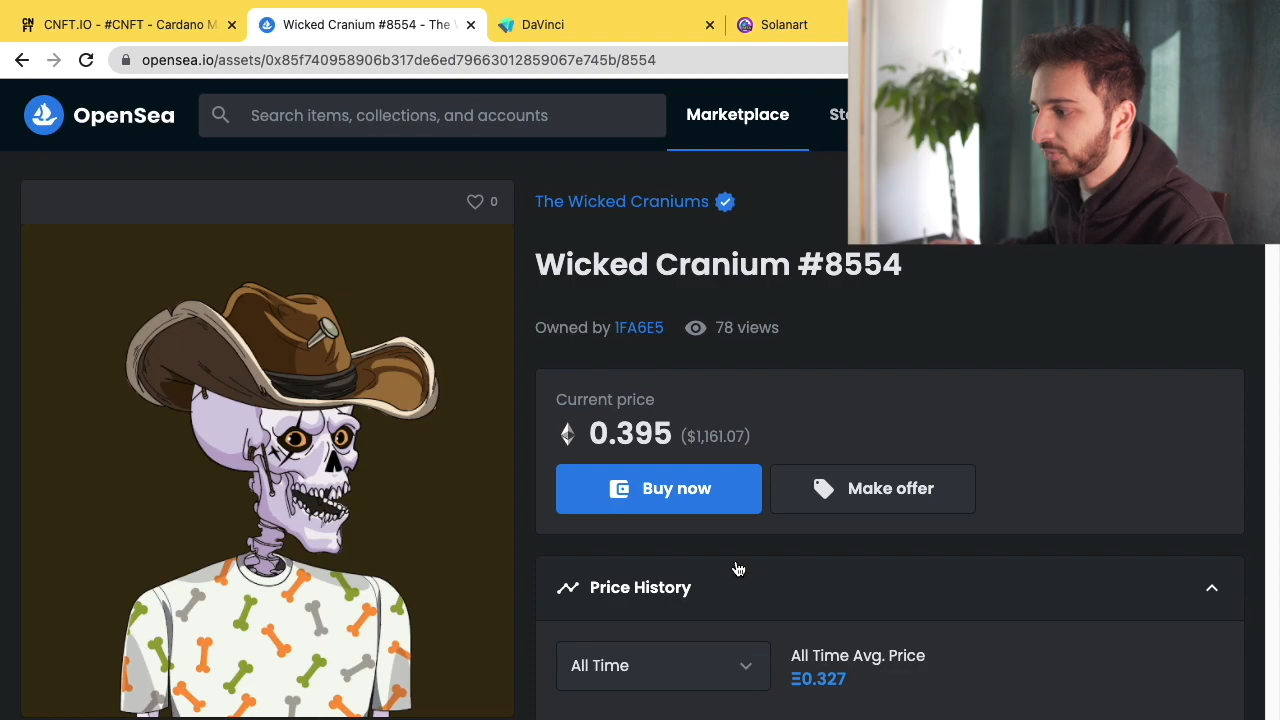 CNFT.IO - #CNFT - Cardano M
Wicked Cranium #8554 - The
DaVinci
Solanart
opensea.io/assets/0x85f740958906b317de6ed79663012859067e745b/8554
OpenSea
Search items, collections, and accounts
Marketplace
0
The Wicked Craniums
Wicked Cranium #8554
Owned by 1FA6E5
78 views
Current price
0.395 ($1,161.07)
Buy now
Make offer
Price History
All Time
All Time Avg. Price
Ξ0.327